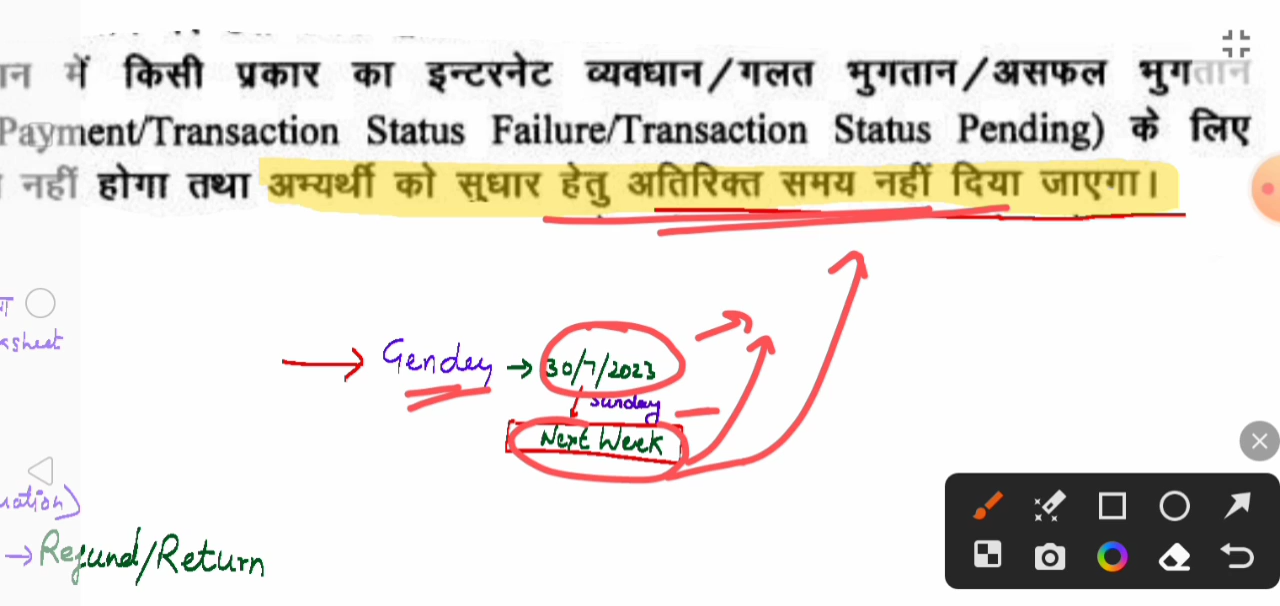 में किसी प्रकार का इन्टरनेट व्यवधान/गलत भुगतान/असफल भुगतान
Payment/Transaction Status Failure/Transaction Status Pending) के लिए
नहीं होगा तथा अभ्यर्थी को सुधार हेतु अतिरिक्त समय नहीं दिया जाएगा।
Gender → 30/7/2023
Sunday
Next Week
→ Refund/Return